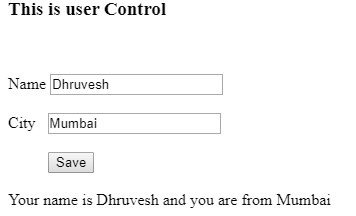 This is user Control
Name Dhruvesh
City Mumbai
Save
Your name is Dhruvesh and you are from Mumbai